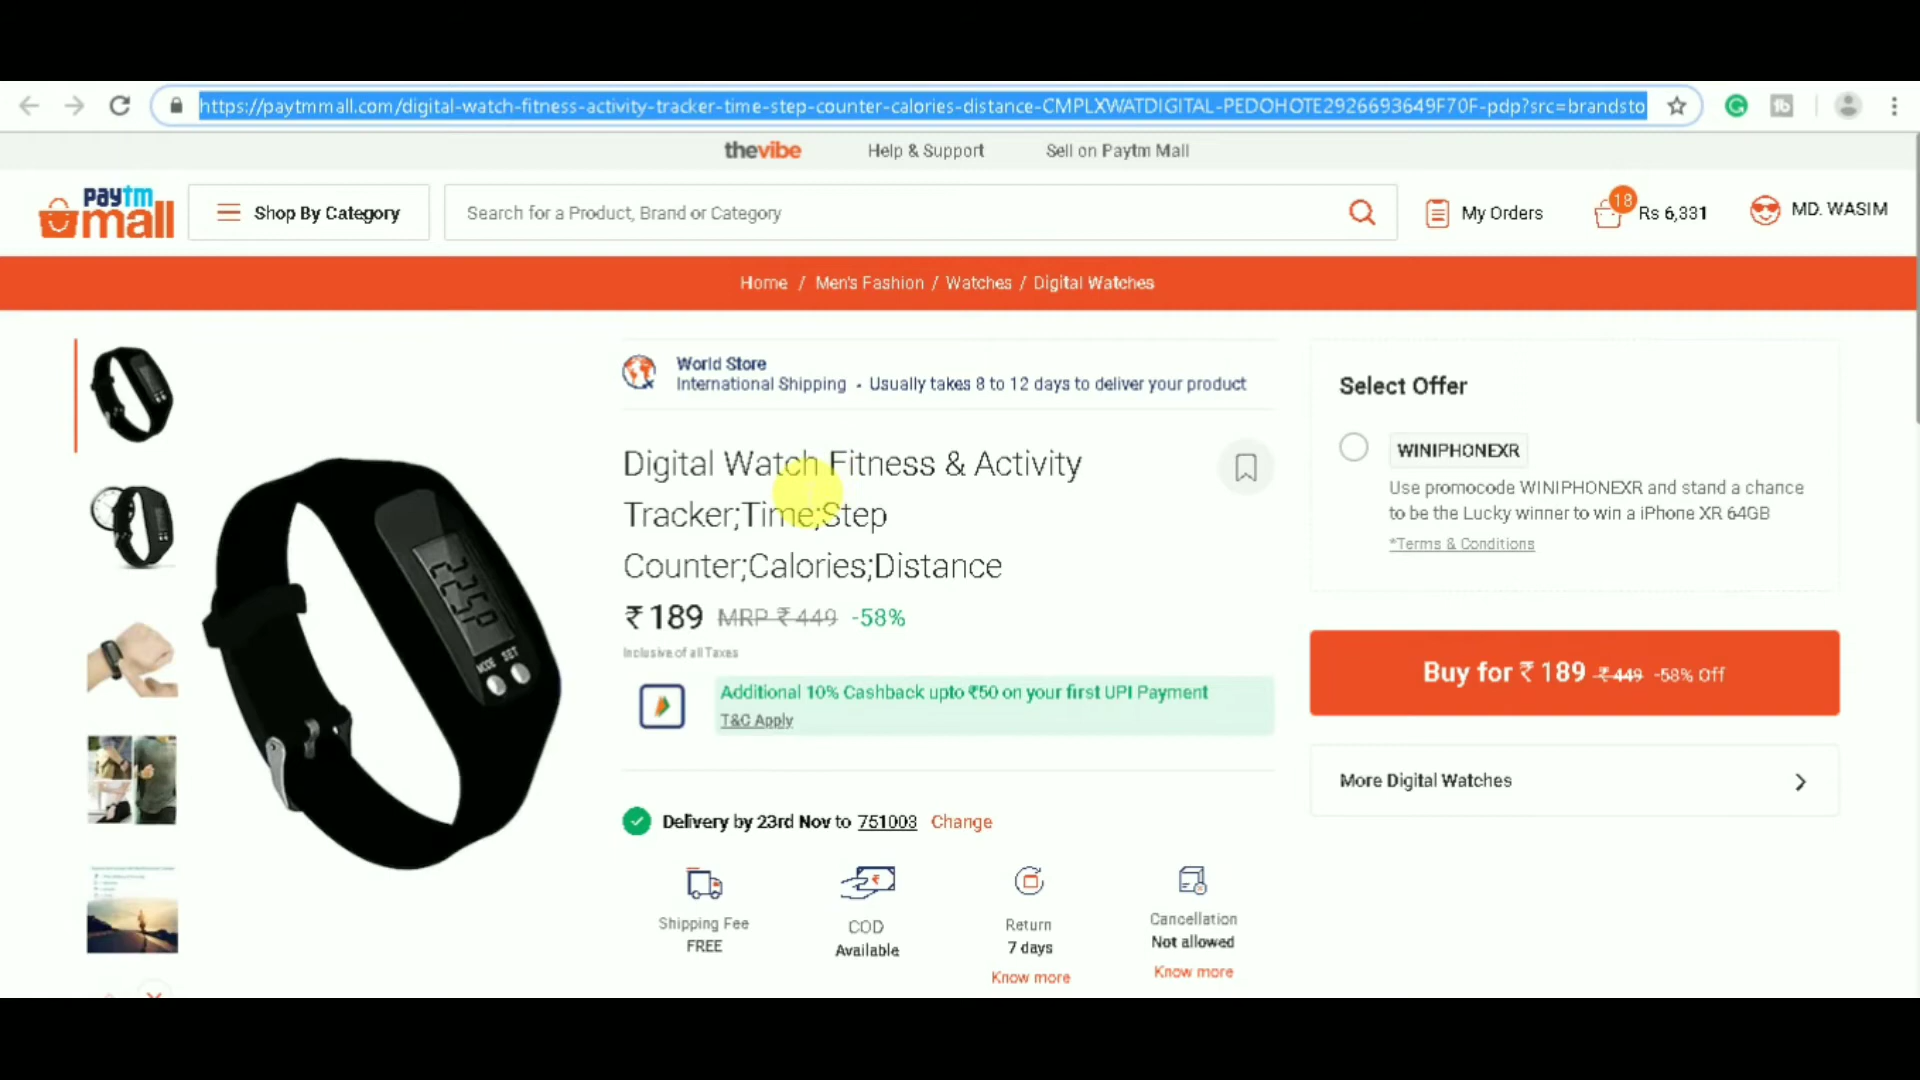 https://paytmmall.com/digital-watch-fitness-activity-tracker-time-step-counter-calories-distance-CMPLXWATDIGITAL-PEDOHOTE2926693649F70F-pdp?src=brandsto
thevibe
Help & Support
Sell on Paytm Mall
paytm
mall
Shop By Category
Search for a Product, Brand or Category
My Orders
18
Rs 6,331
MD. WASIM
Home / Men's Fashion / Watches / Digital Watches
World Store
International Shipping • Usually takes 8 to 12 days to deliver your product
Digital Watch Fitness & Activity
Tracker;Time;Step
Counter;Calories;Distance
₹189 MRP ₹449 -58%
Inclusive of all Taxes
Additional 10% Cashback upto ₹50 on your first UPI Payment
T&C Apply
Delivery by 23rd Nov to 751003 Change
Shipping Fee
FREE
COD
Available
Return
7 days
Know more
Cancellation
Not allowed
Know more
MODE SET
Select Offer
WINIPHONEXR
Use promocode WINIPHONEXR and stand a chance
to be the Lucky winner to win a iPhone XR 64GB
*Terms & Conditions
Buy for ₹189 ₹449 -58% Off
More Digital Watches